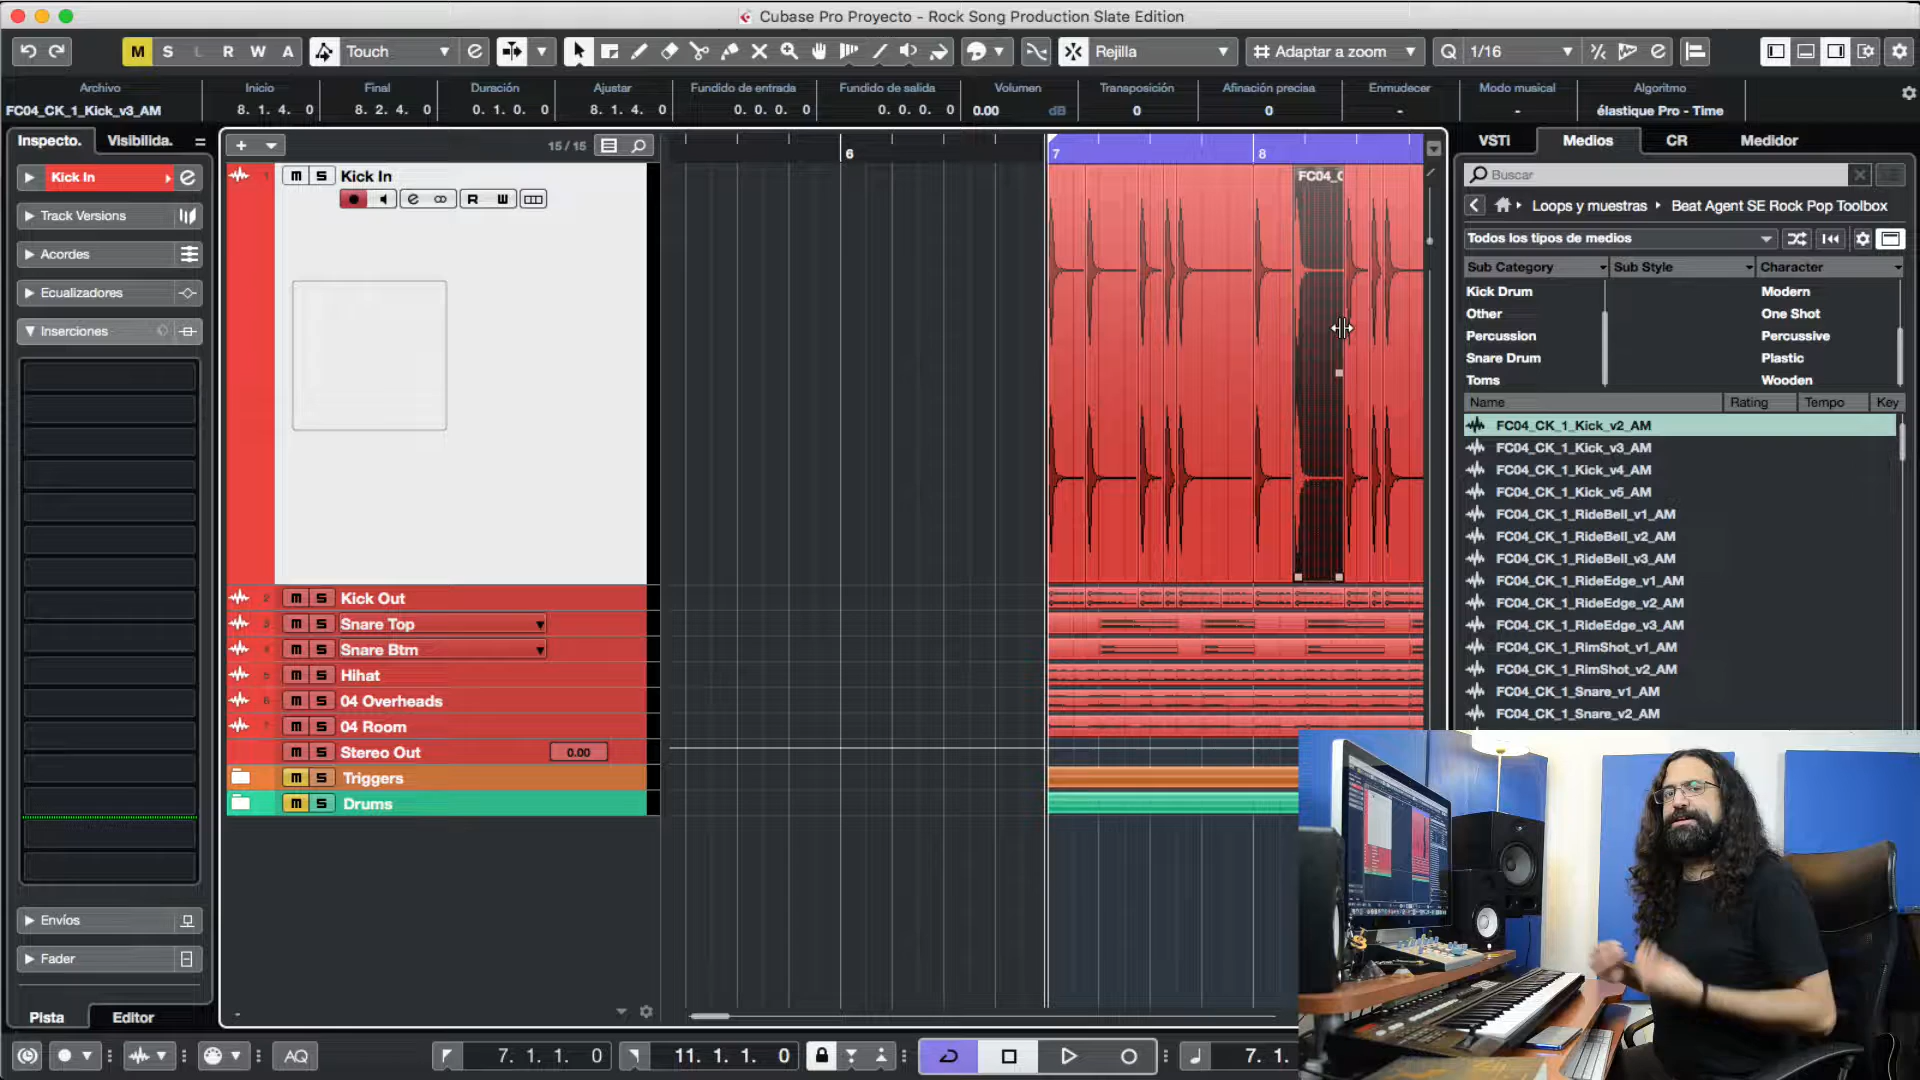 Cubase Pro Proyecto - Rock Song Production Slate Edition
M S L R W A Touch Rejilla Adaptar a zoom Q 1/16
Archivo Inicio Final Duración Ajustar Fundido de entrada Fundido de salida Volumen Transposición Afinación precisa Enmudecer Modo musical Algoritmo
FC04_CK_1_Kick_v3_AM 8. 1. 4. 0 8. 2. 4. 0 0. 1. 0. 0 8. 1. 4. 0 0. 0. 0. 0 0. 0. 0. 0 0.00 dB 0 0 - - élastique Pro - Time
Inspecto. Visibilida.
Kick In
Track Versions
Acordes
Ecualizadores
Inserciones
Envíos
Fader
Pista Editor
15 / 15
6 7 8
1 m S Kick In
R W
FC04_C
2 m S Kick Out
3 m S Snare Top
4 m S Snare Btm
5 m S Hihat
6 m S 04 Overheads
7 m S 04 Room
m S Stereo Out 0.00
m S Triggers
m S Drums
VSTi Medios CR Medidor
Buscar
Loops y muestras Beat Agent SE Rock Pop Toolbox
Todos los tipos de medios
Sub Category Sub Style Character
Kick Drum Modern
Other One Shot
Percussion Percussive
Snare Drum Plastic
Toms Wooden
Name Rating Tempo Key
FC04_CK_1_Kick_v2_AM
FC04_CK_1_Kick_v3_AM
FC04_CK_1_Kick_v4_AM
FC04_CK_1_Kick_v5_AM
FC04_CK_1_RideBell_v1_AM
FC04_CK_1_RideBell_v2_AM
FC04_CK_1_RideBell_v3_AM
FC04_CK_1_RideEdge_v1_AM
FC04_CK_1_RideEdge_v2_AM
FC04_CK_1_RideEdge_v3_AM
FC04_CK_1_RimShot_v1_AM
FC04_CK_1_RimShot_v2_AM
FC04_CK_1_Snare_v1_AM
FC04_CK_1_Snare_v2_AM
AQ 7. 1. 1. 0 11. 1. 1. 0 7. 1.